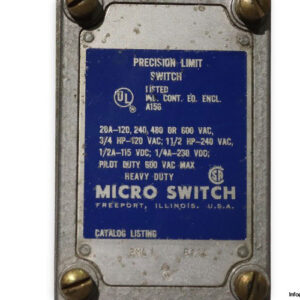 PRECISION LIMIT
SWITCH
UL
LISTED
IND. CONT. EQ. ENCL.
A156
20A-120, 240, 480 OR 600 VAC,
3/4 HP-120 VAC; 1 1/2 HP-240 VAC,
1/2A-115 VDC; 1/4A-230 VDC;
PILOT DUTY 600 VAC MAX
HEAVY DUTY
MICRO SWITCH
FREEPORT, ILLINOIS, U.S.A.
CATALOG LISTING